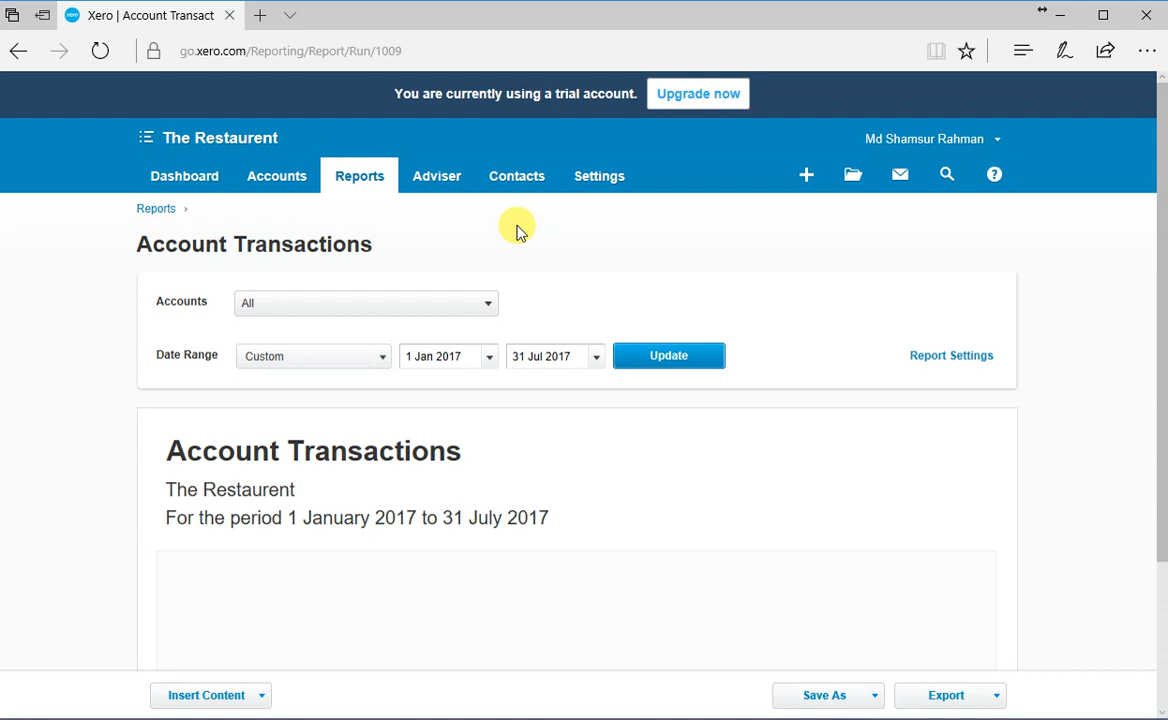 Xero | Account Transact
go.xero.com/Reporting/Report/Run/1009
You are currently using a trial account. Upgrade now
The Restaurent
Md Shamsur Rahman
Dashboard Accounts Reports Adviser Contacts Settings
Reports ›
Account Transactions
Accounts All
Date Range Custom 1 Jan 2017 31 Jul 2017 Update Report Settings
Account Transactions
The Restaurent
For the period 1 January 2017 to 31 July 2017
Insert Content Save As Export